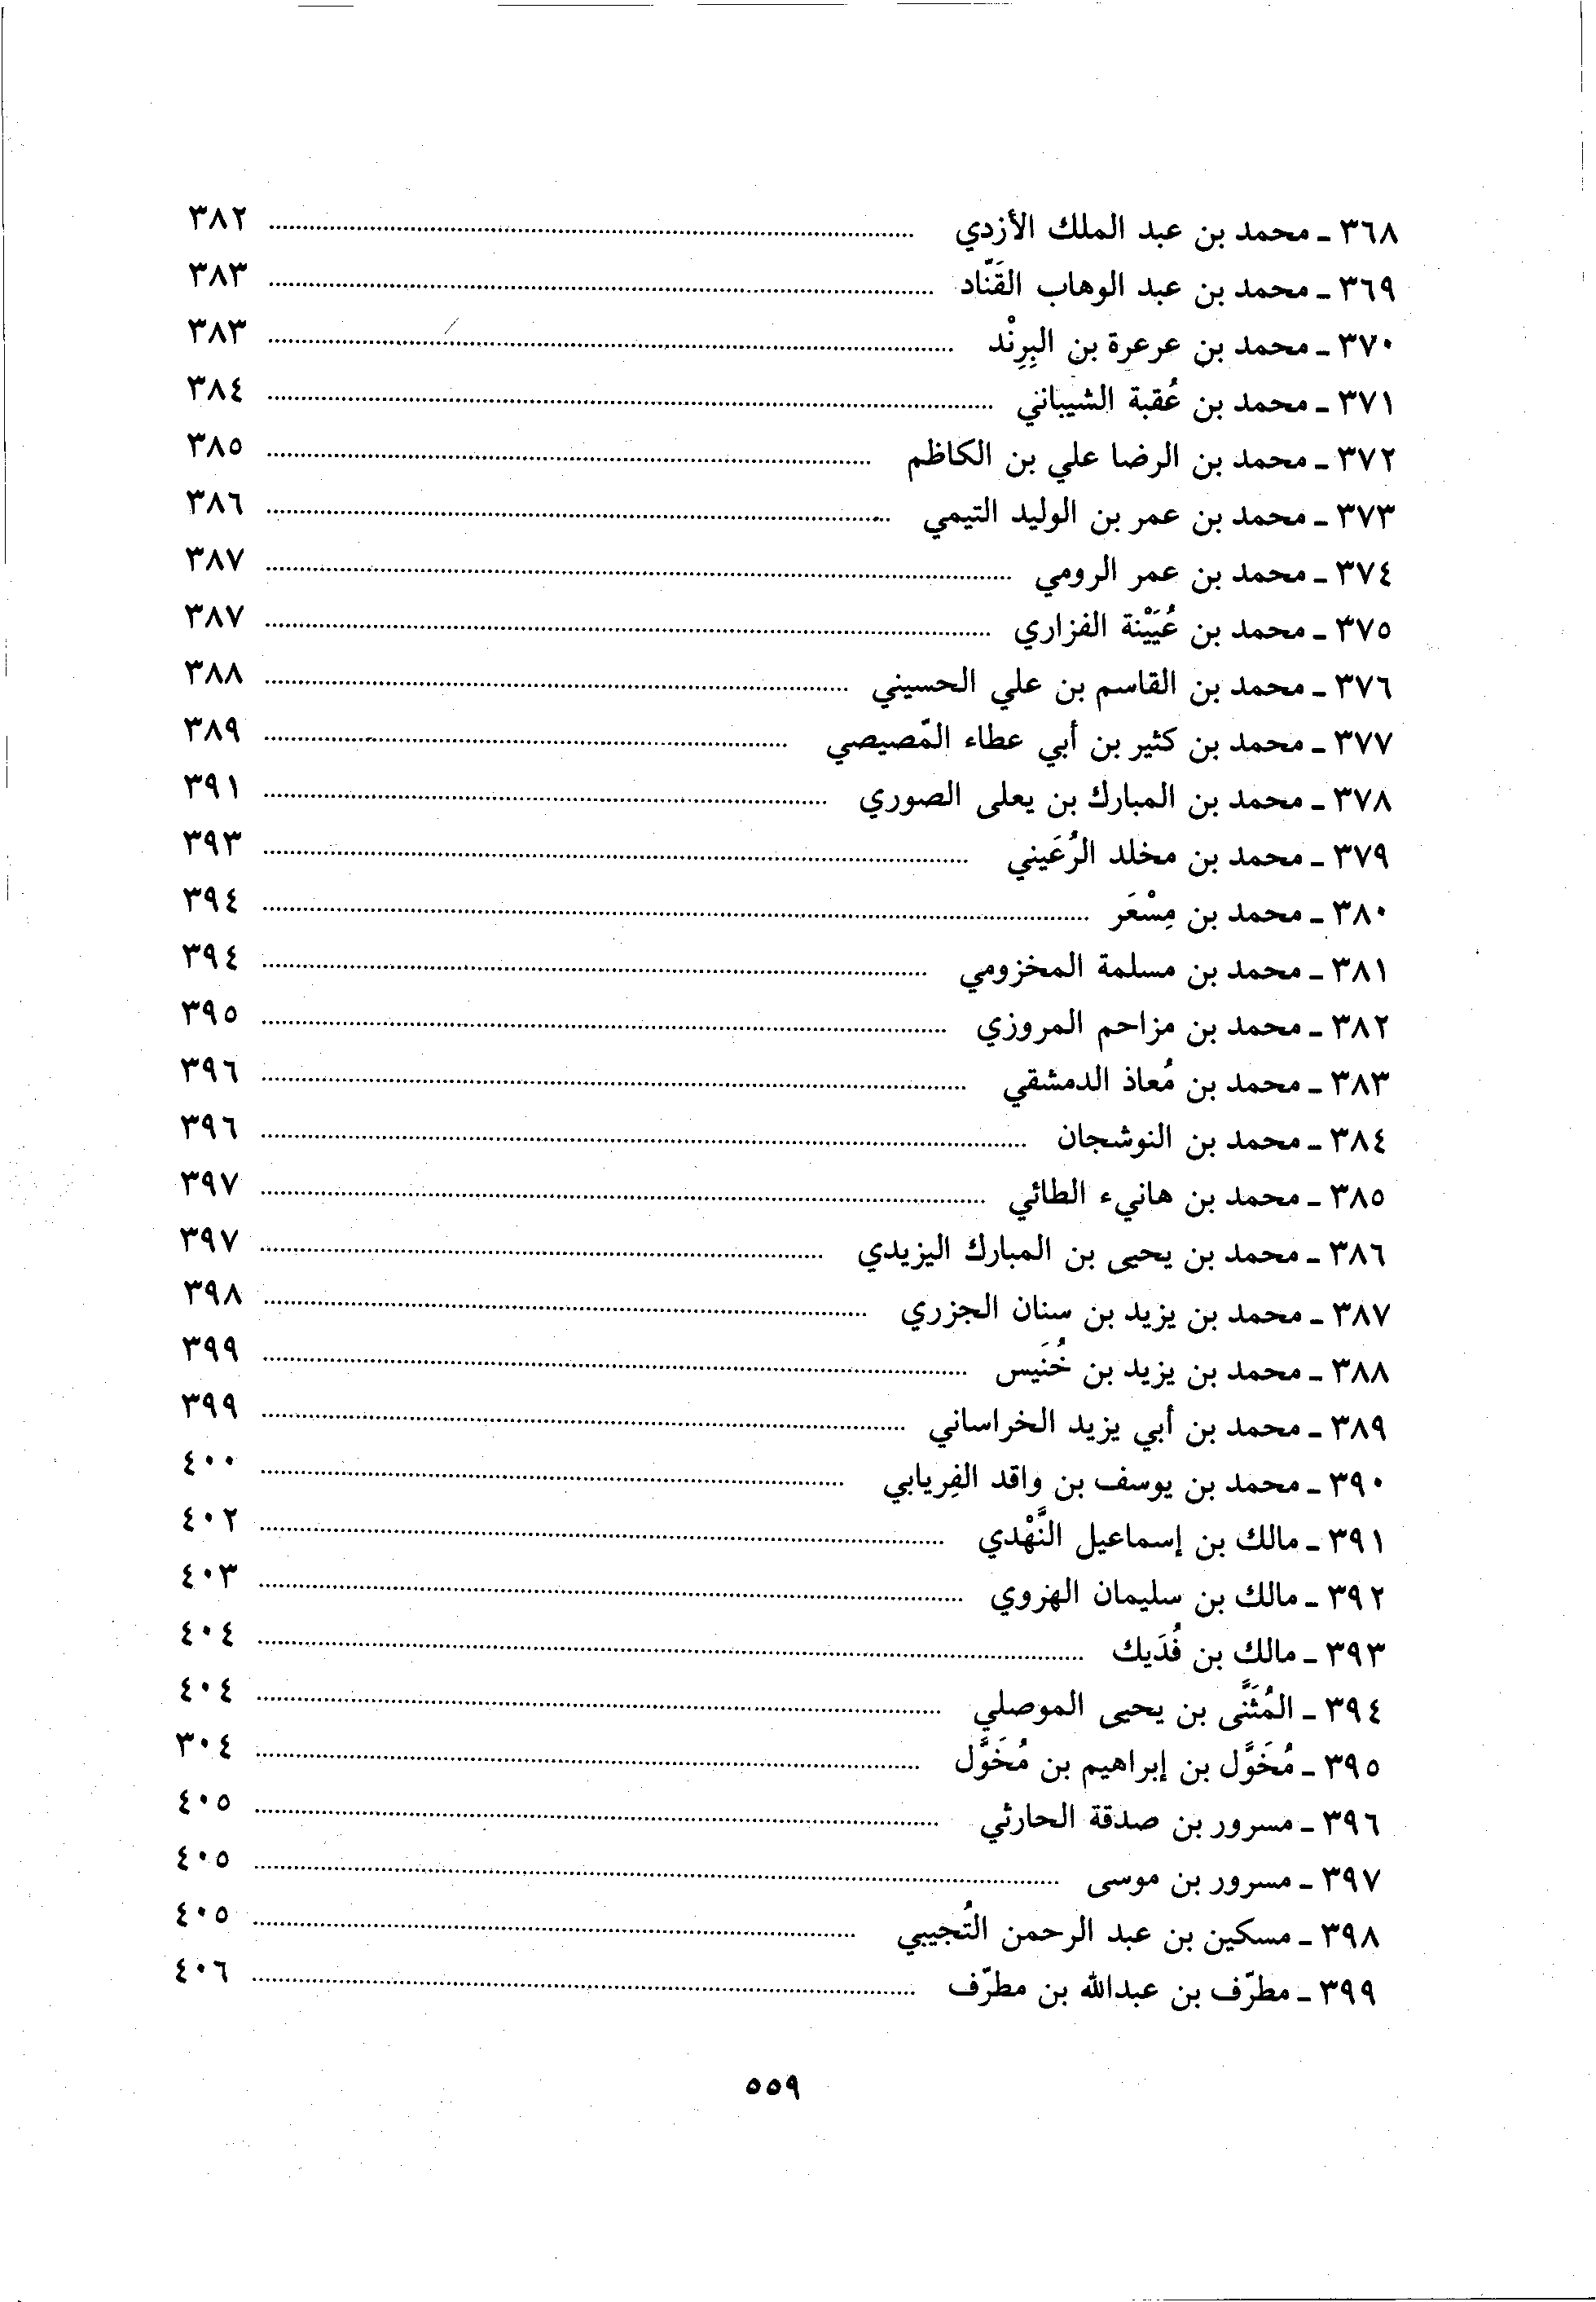 ٣٦٨ ـ محمد بن عبد الملك الأزدي ........ ٣٨٢
٣٦٩ ـ محمد بن عبد الوهاب القَنّاد ........ ٣٨٣
٣٧٠ ـ محمد بن عرعرة بن البِرِنْد ........ ٣٨٣
٣٧١ ـ محمد بن عُقبة الشيباني ........ ٣٨٤
٣٧٢ ـ محمد بن الرضا علي بن الكاظم ........ ٣٨٥
٣٧٣ ـ محمد بن عمر بن الوليد التيمي ........ ٣٨٦
٣٧٤ ـ محمد بن عمر الرومي ........ ٣٨٧
٣٧٥ ـ محمد بن عُيَيْنة الفزاري ........ ٣٨٧
٣٧٦ ـ محمد بن القاسم بن علي الحسيني ........ ٣٨٨
٣٧٧ ـ محمد بن كثير بن أبي عطاء المّصيصي ........ ٣٨٩
٣٧٨ ـ محمد بن المبارك بن يعلى الصوري ........ ٣٩١
٣٧٩ ـ محمد بن مخلد الرُعَيني ........ ٣٩٣
٣٨٠ ـ محمد بن مِسْعَر ........ ٣٩٤
٣٨١ ـ محمد بن مسلمة المخزومي ........ ٣٩٤
٣٨٢ ـ محمد بن مزاحم المروزي ........ ٣٩٥
٣٨٣ ـ محمد بن مُعاذ الدمشقي ........ ٣٩٦
٣٨٤ ـ محمد بن النوشجان ........ ٣٩٦
٣٨٥ ـ محمد بن هانيء الطائي ........ ٣٩٧
٣٨٦ ـ محمد بن يحيى بن المبارك اليزيدي ........ ٣٩٧
٣٨٧ ـ محمد بن يزيد بن سنان الجزري ........ ٣٩٨
٣٨٨ ـ محمد بن يزيد بن خُنَيس ........ ٣٩٩
٣٨٩ ـ محمد بن أبي يزيد الخراساني ........ ٣٩٩
٣٩٠ ـ محمد بن يوسف بن واقد الفِريابي ........ ٤٠٠
٣٩١ ـ مالك بن إسماعيل النَّهْدي ........ ٤٠٢
٣٩٢ ـ مالك بن سليمان الهزوي ........ ٤٠٣
٣٩٣ ـ مالك بن فُدَيك ........ ٤٠٤
٣٩٤ ـ المُثَنَّى بن يحيى الموصلي ........ ٤٠٤
٣٩٥ ـ مُخَوَّل بن إبراهيم بن مُخَوَّل ........ ٣٠٤
٣٩٦ ـ مسرور بن صدقة الحارثي ........ ٤٠٥
٣٩٧ ـ مسرور بن موسى ........ ٤٠٥
٣٩٨ ـ مسكين بن عبد الرحمن التُجيبي ........ ٤٠٥
٣٩٩ ـ مطرّف بن عبدالله بن مطرّف ........ ٤٠٦
٥٥٩